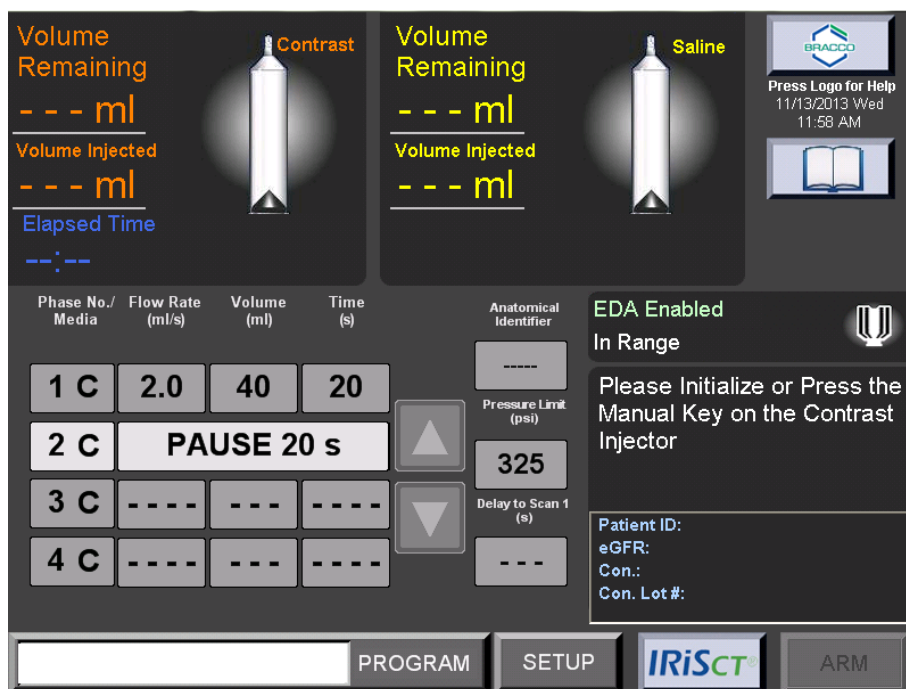 Volume
Remaining
- - - ml
Volume Injected
- - - ml
Elapsed Time
--:--
Contrast
Volume
Remaining
- - - ml
Volume Injected
- - - ml
Saline
BRACCO
Press Logo for Help
11/13/2013 Wed
11:58 AM
Phase No./ Flow Rate Volume Time
Media (ml/s) (ml) (s)
1 C 2.0 40 20
2 C PAUSE 20 s
3 C - - - - - - - - - - -
4 C - - - - - - - - - - -
Anatomical
Identifier
-----
Pressure Limit
(psi)
325
Delay to Scan 1
(s)
- - -
EDA Enabled
In Range
Please Initialize or Press the
Manual Key on the Contrast
Injector
Patient ID:
eGFR:
Con.:
Con. Lot #:
PROGRAM SETUP IRiSCT® ARM